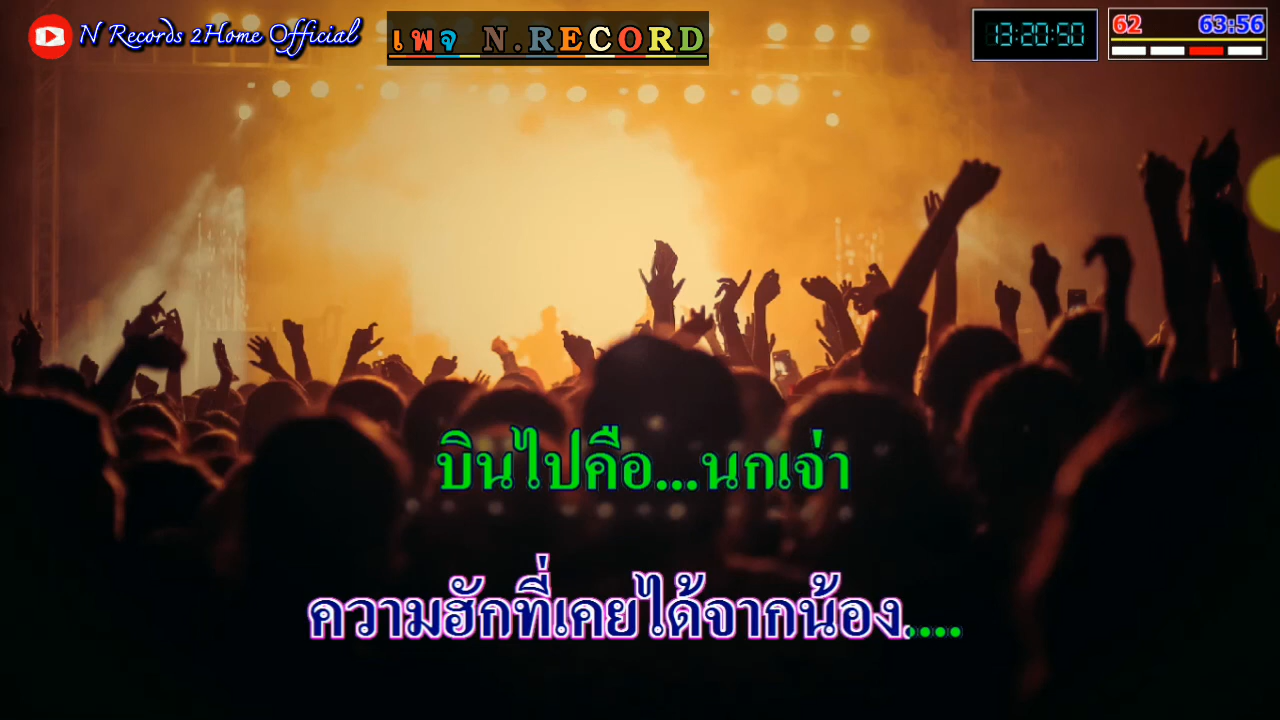 N Records 2Home Official
เพจ N.RECORD
13:20:50
62 63:56
บินไปคือ...นกเจ่า
ความฮักที่เคยได้จากน้อง....